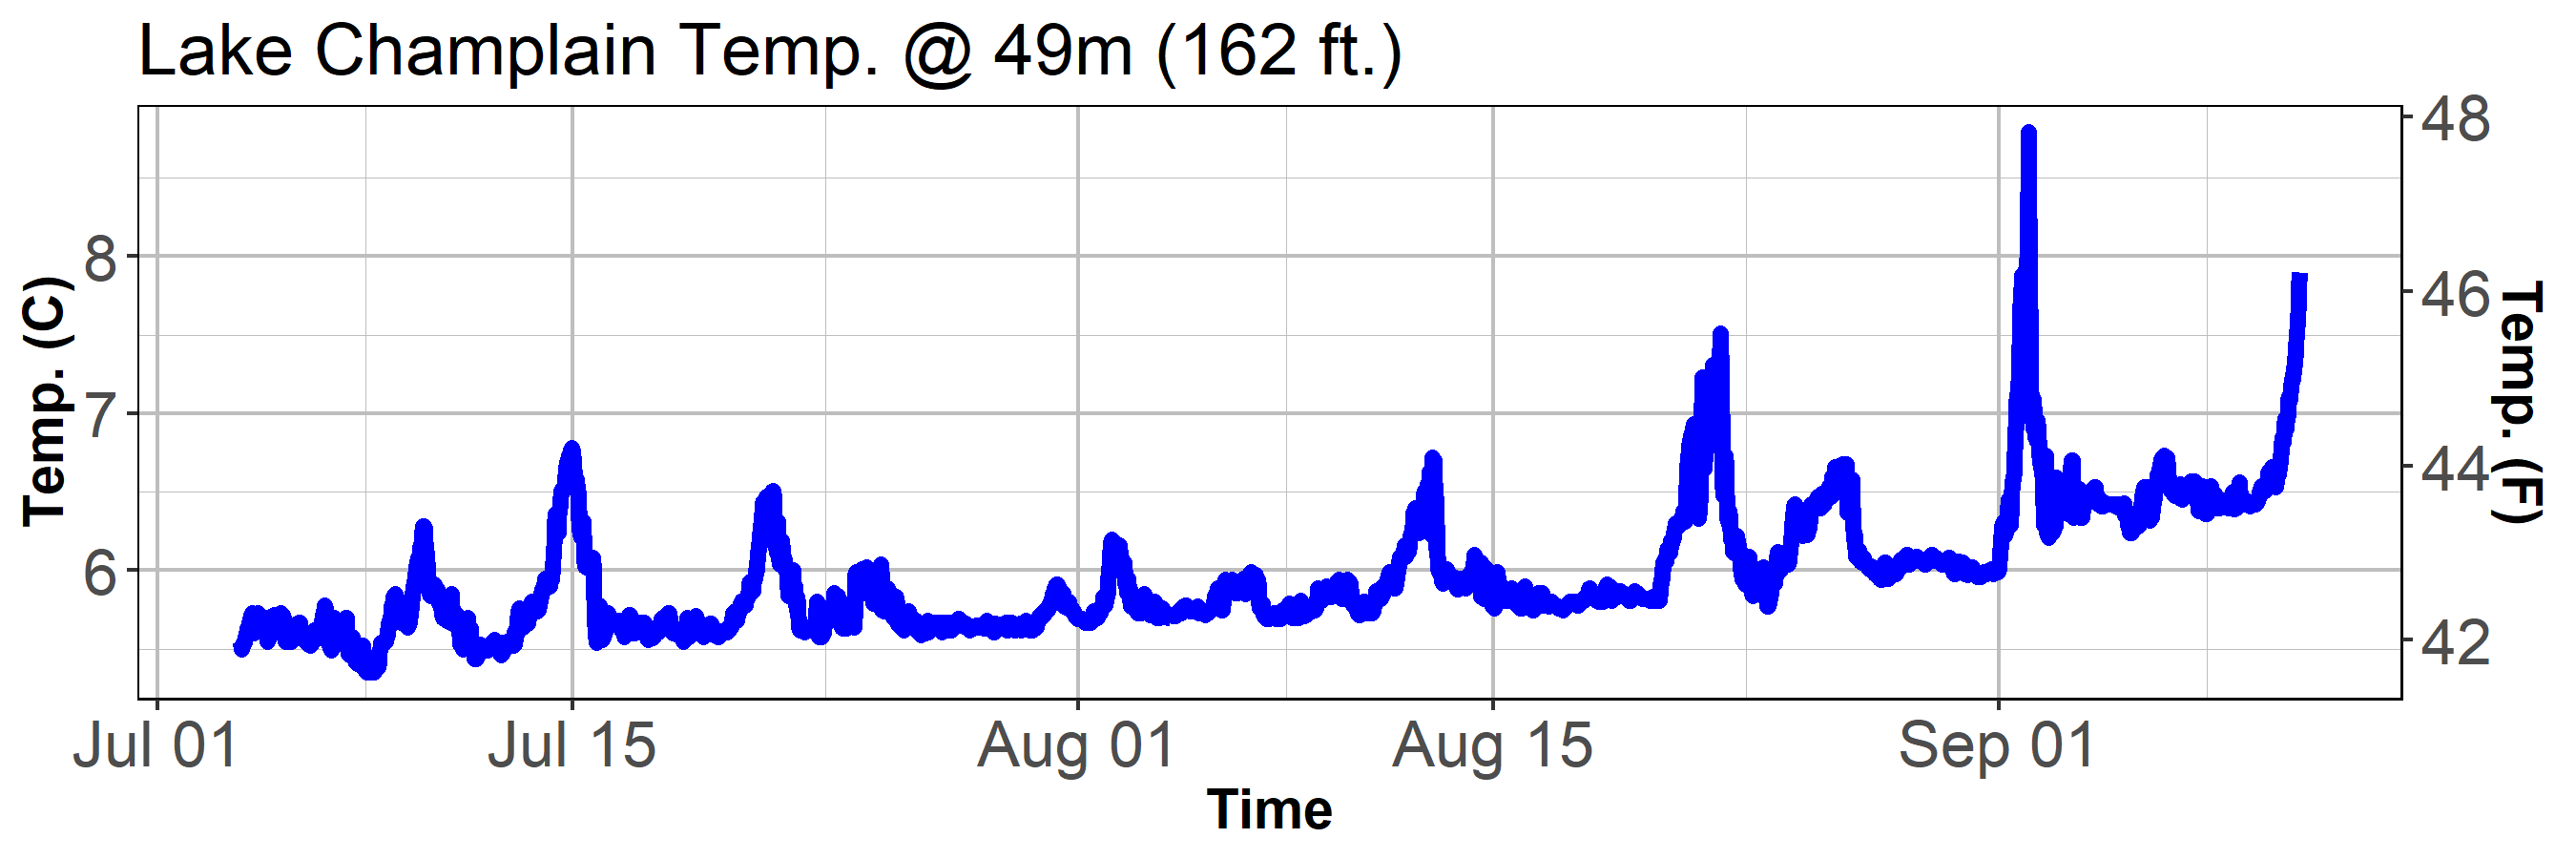 Lake Champlain Temp. @ 49m (162 ft.)
Temp. (C)
8
7
6
48
46
44
42
Temp. (F)
Jul 01 Jul 15 Aug 01 Aug 15 Sep 01
Time